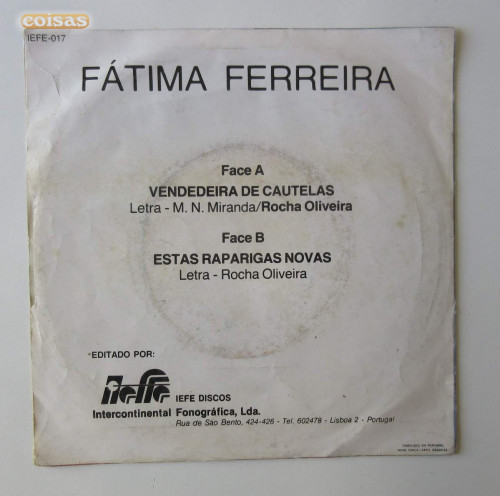 coisas
IEFE-017
FÁTIMA FERREIRA
Face A
VENDEDEIRA DE CAUTELAS
Letra - M. N. Miranda/Rocha Oliveira
Face B
ESTAS RAPARIGAS NOVAS
Letra - Rocha Oliveira
EDITADO POR:
ieffe IEFE DISCOS
Intercontinental Fonográfica, Lda.
Rua de São Bento, 424-426 - Tel. 602478 - Lisboa 2 - Portugal